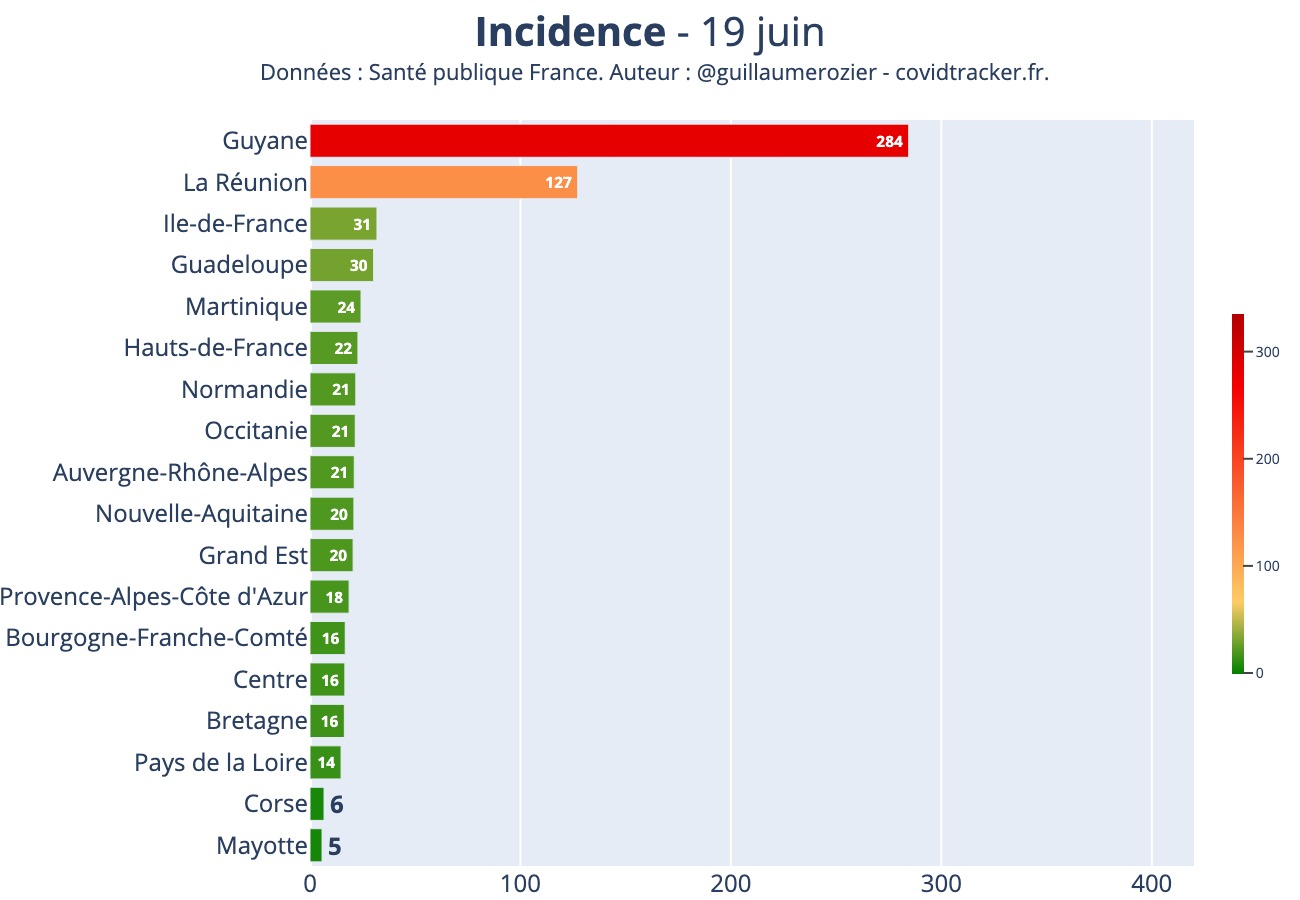 Incidence - 19 juin
Données : Santé publique France. Auteur : @guillaumerozier - covidtracker.fr.
Guyane 284
La Réunion 127
Ile-de-France 31
Guadeloupe 30
Martinique 24
Hauts-de-France 22
Normandie 21
Occitanie 21
Auvergne-Rhône-Alpes 21
Nouvelle-Aquitaine 20
Grand Est 20
Provence-Alpes-Côte d'Azur 18
Bourgogne-Franche-Comté 16
Centre 16
Bretagne 16
Pays de la Loire 14
Corse 6
Mayotte 5
0 100 200 300 400
300
200
100
0